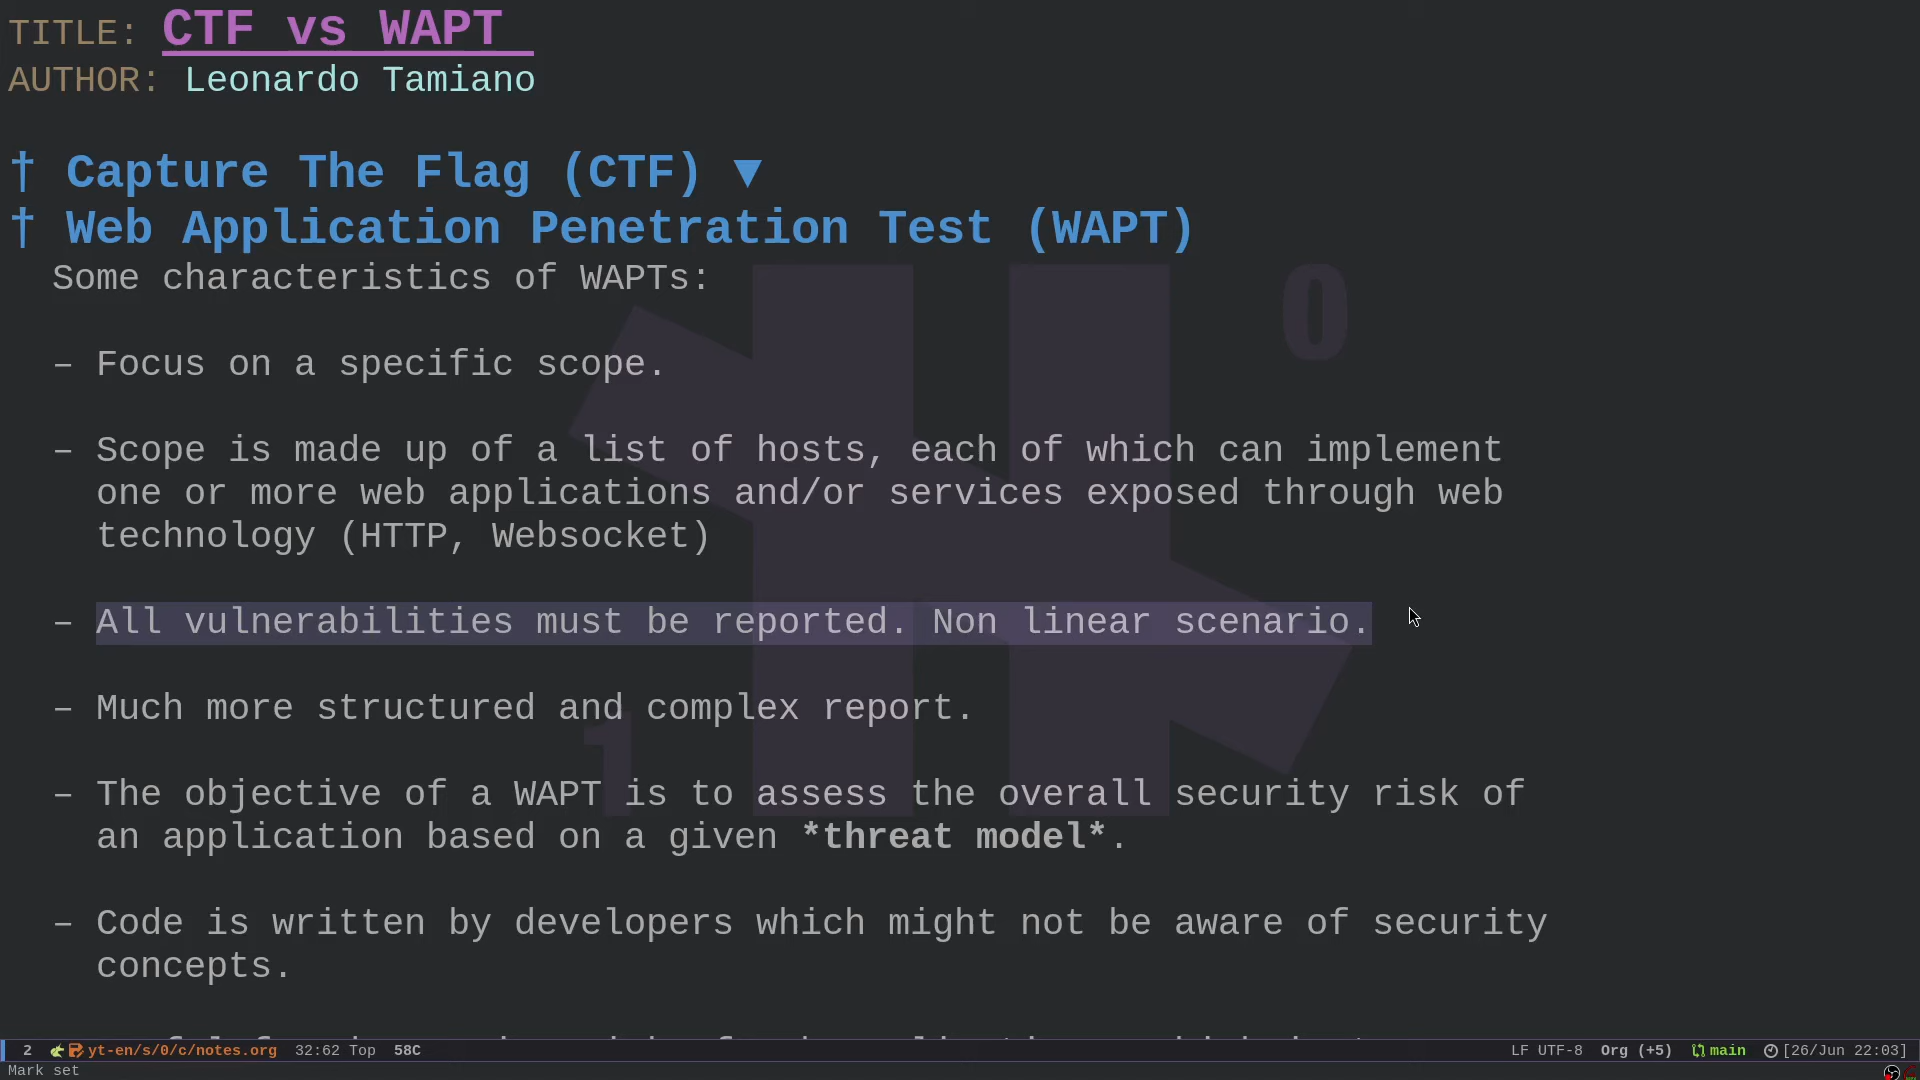 TITLE: CTF vs WAPT
AUTHOR: Leonardo Tamiano
† Capture The Flag (CTF) ▼
† Web Application Penetration Test (WAPT)
Some characteristics of WAPTs:
– Focus on a specific scope.
– Scope is made up of a list of hosts, each of which can implement
one or more web applications and/or services exposed through web
technology (HTTP, Websocket)
– All vulnerabilities must be reported. Non linear scenario.
– Much more structured and complex report.
– The objective of a WAPT is to assess the overall security risk of
an application based on a given *threat model*.
– Code is written by developers which might not be aware of security
concepts.
2 yt-en/s/0/c/notes.org 32:62 Top 58C LF UTF-8 Org (+5) main [26/Jun 22:03]
Mark set
0
1